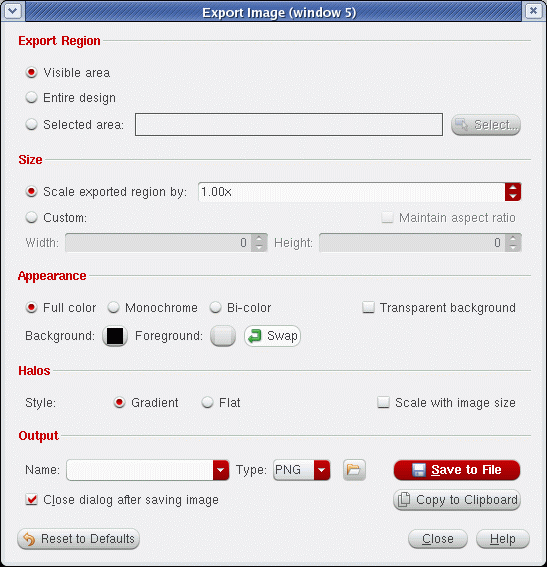 Export Image (window 5)
Export Region
Visible area
Entire design
Selected area: Select...
Size
Scale exported region by: 1.00x
Custom: Maintain aspect ratio
Width: 0 Height: 0
Appearance
Full color Monochrome Bi-color Transparent background
Background: Foreground: Swap
Halos
Style: Gradient Flat Scale with image size
Output
Name: Type: PNG Save to File
Close dialog after saving image Copy to Clipboard
Reset to Defaults Close Help